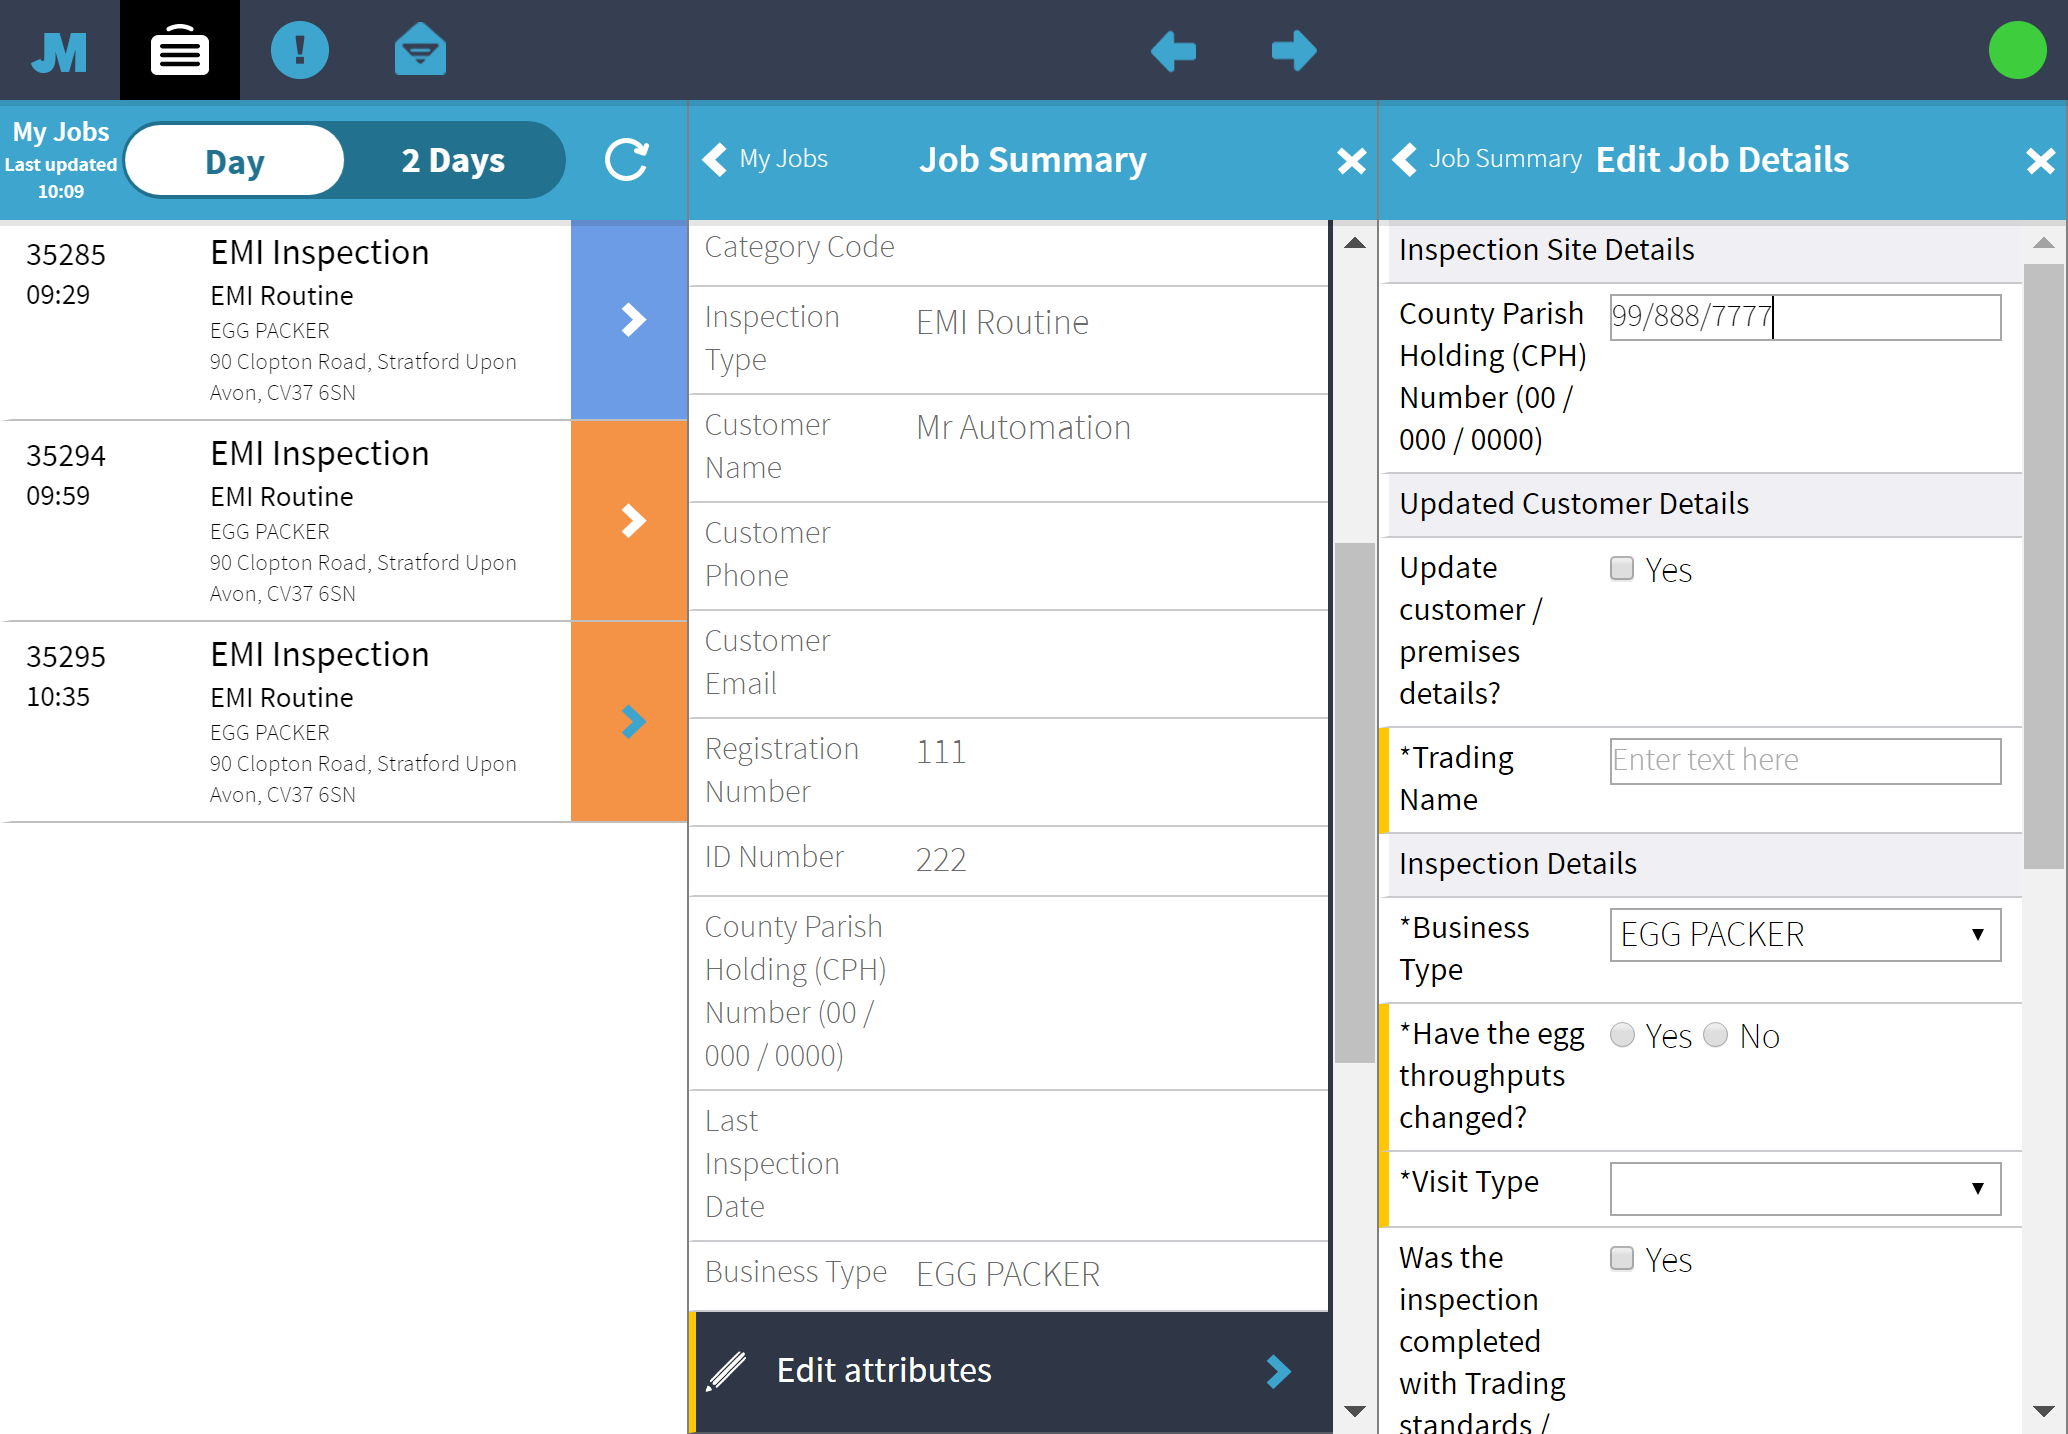 JM
My Jobs
Last updated
10:09
Day
2 Days
My Jobs
Job Summary
Job Summary
Edit Job Details
35285
09:29
EMI Inspection
EMI Routine
EGG PACKER
90 Clopton Road, Stratford Upon
Avon, CV37 6SN
35294
09:59
EMI Inspection
EMI Routine
EGG PACKER
90 Clopton Road, Stratford Upon
Avon, CV37 6SN
35295
10:35
EMI Inspection
EMI Routine
EGG PACKER
90 Clopton Road, Stratford Upon
Avon, CV37 6SN
Category Code
Inspection
Type
EMI Routine
Customer
Name
Mr Automation
Customer
Phone
Customer
Email
Registration
Number
111
ID Number
222
County Parish
Holding (CPH)
Number (00 /
000 / 0000)
Last
Inspection
Date
Business Type
EGG PACKER
Edit attributes
Inspection Site Details
County Parish
Holding (CPH)
Number (00 /
000 / 0000)
99/888/7777
Updated Customer Details
Update
customer /
premises
details?
Yes
*Trading
Name
Enter text here
Inspection Details
*Business
Type
EGG PACKER
*Have the egg
throughputs
changed?
Yes
No
*Visit Type
Was the
inspection
completed
with Trading
standards /
Yes